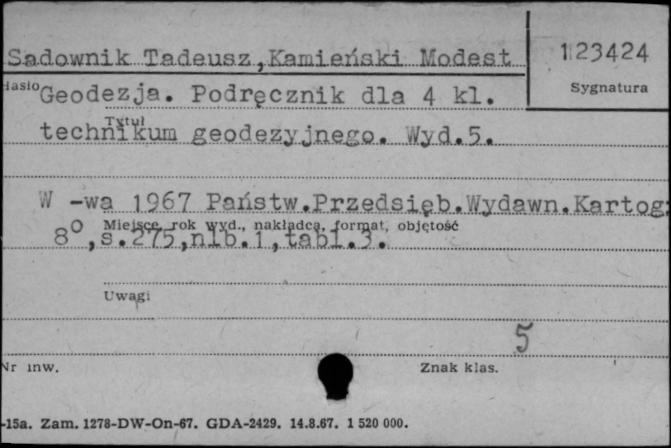 Sadownik Tadeusz, Kamieński Modest
123424
Sygnatura
Hasło
Geodezja. Podręcznik dla 4 kl.
Tytuł
technikum geodezyjnego. Wyd.5.
W -wa 1967 Państw.Przedsięb.Wydawn.Kartog.
Miejsce, rok wyd., nakładca, format, objętość
8°, s.275,nlb.1,tabl.3.
Uwagi
5
Nr inw.
Znak klas.
-15a. Zam. 1278-DW-On-67. GDA-2429. 14.8.67. 1 520 000.